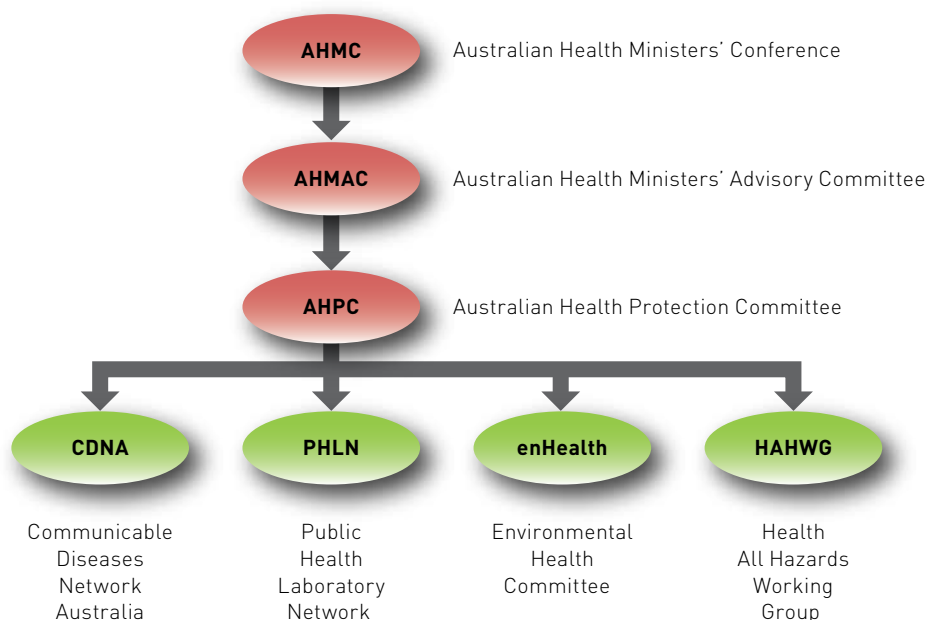 AHMC
Australian Health Ministers’ Conference
AHMAC
Australian Health Ministers’ Advisory Committee
AHPC
Australian Health Protection Committee
CDNA
PHLN
enHealth
HAHWG
Communicable
Diseases
Network
Australia
Public
Health
Laboratory
Network
Environmental
Health
Committee
Health
All Hazards
Working
Group